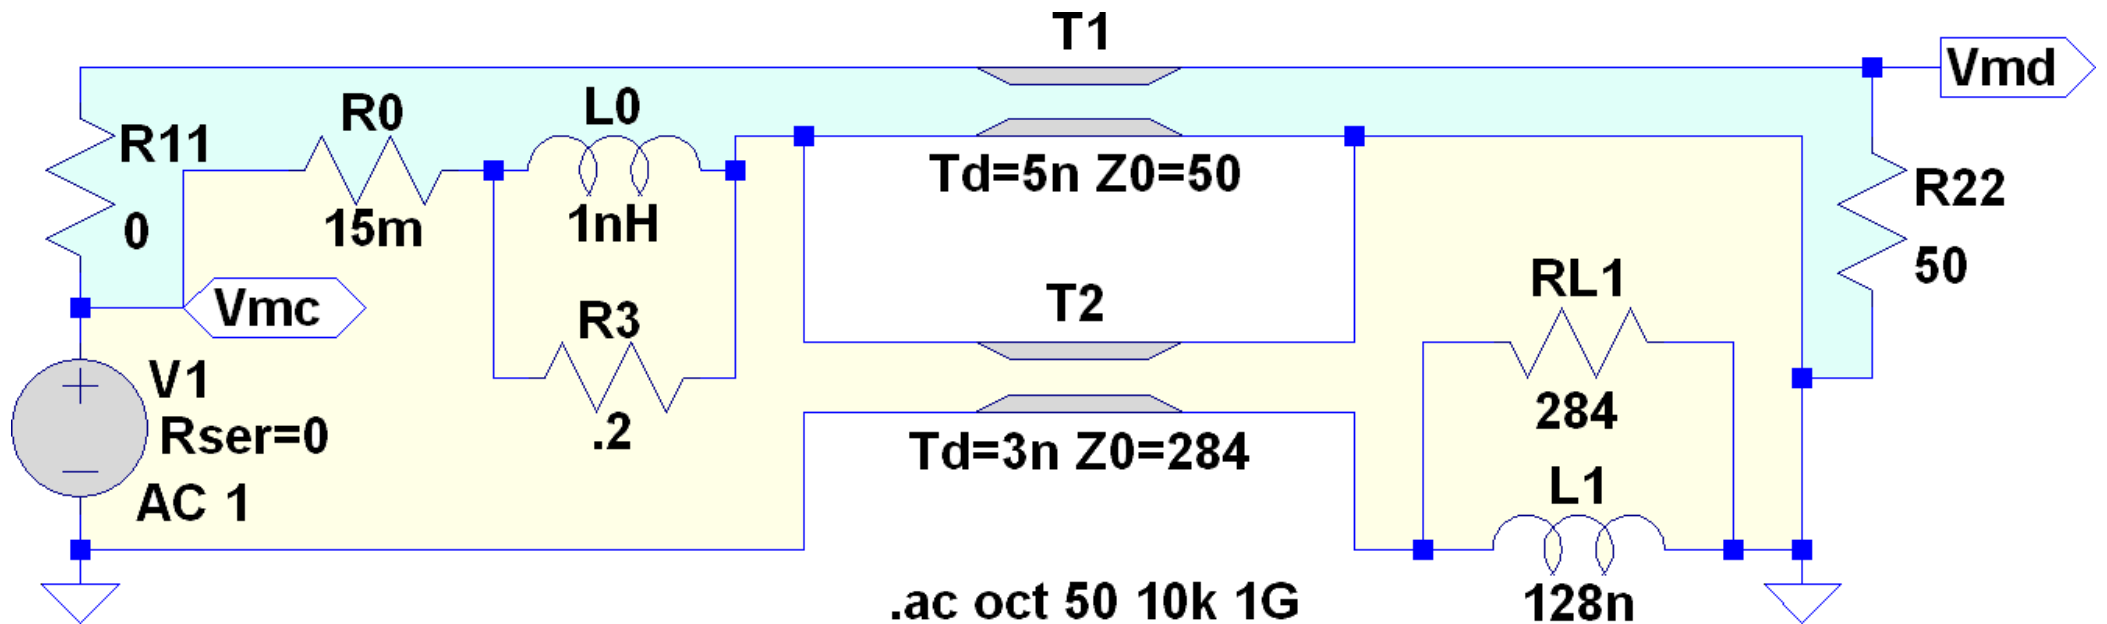 T1
Vmd
R0
L0
R11
Td=5n Z0=50
R22
15m
1nH
0
50
RL1
Vmc
R3
T2
V1
284
Rser=0
.2
Td=3n Z0=284
L1
AC 1
.ac oct 50 10k 1G
128n